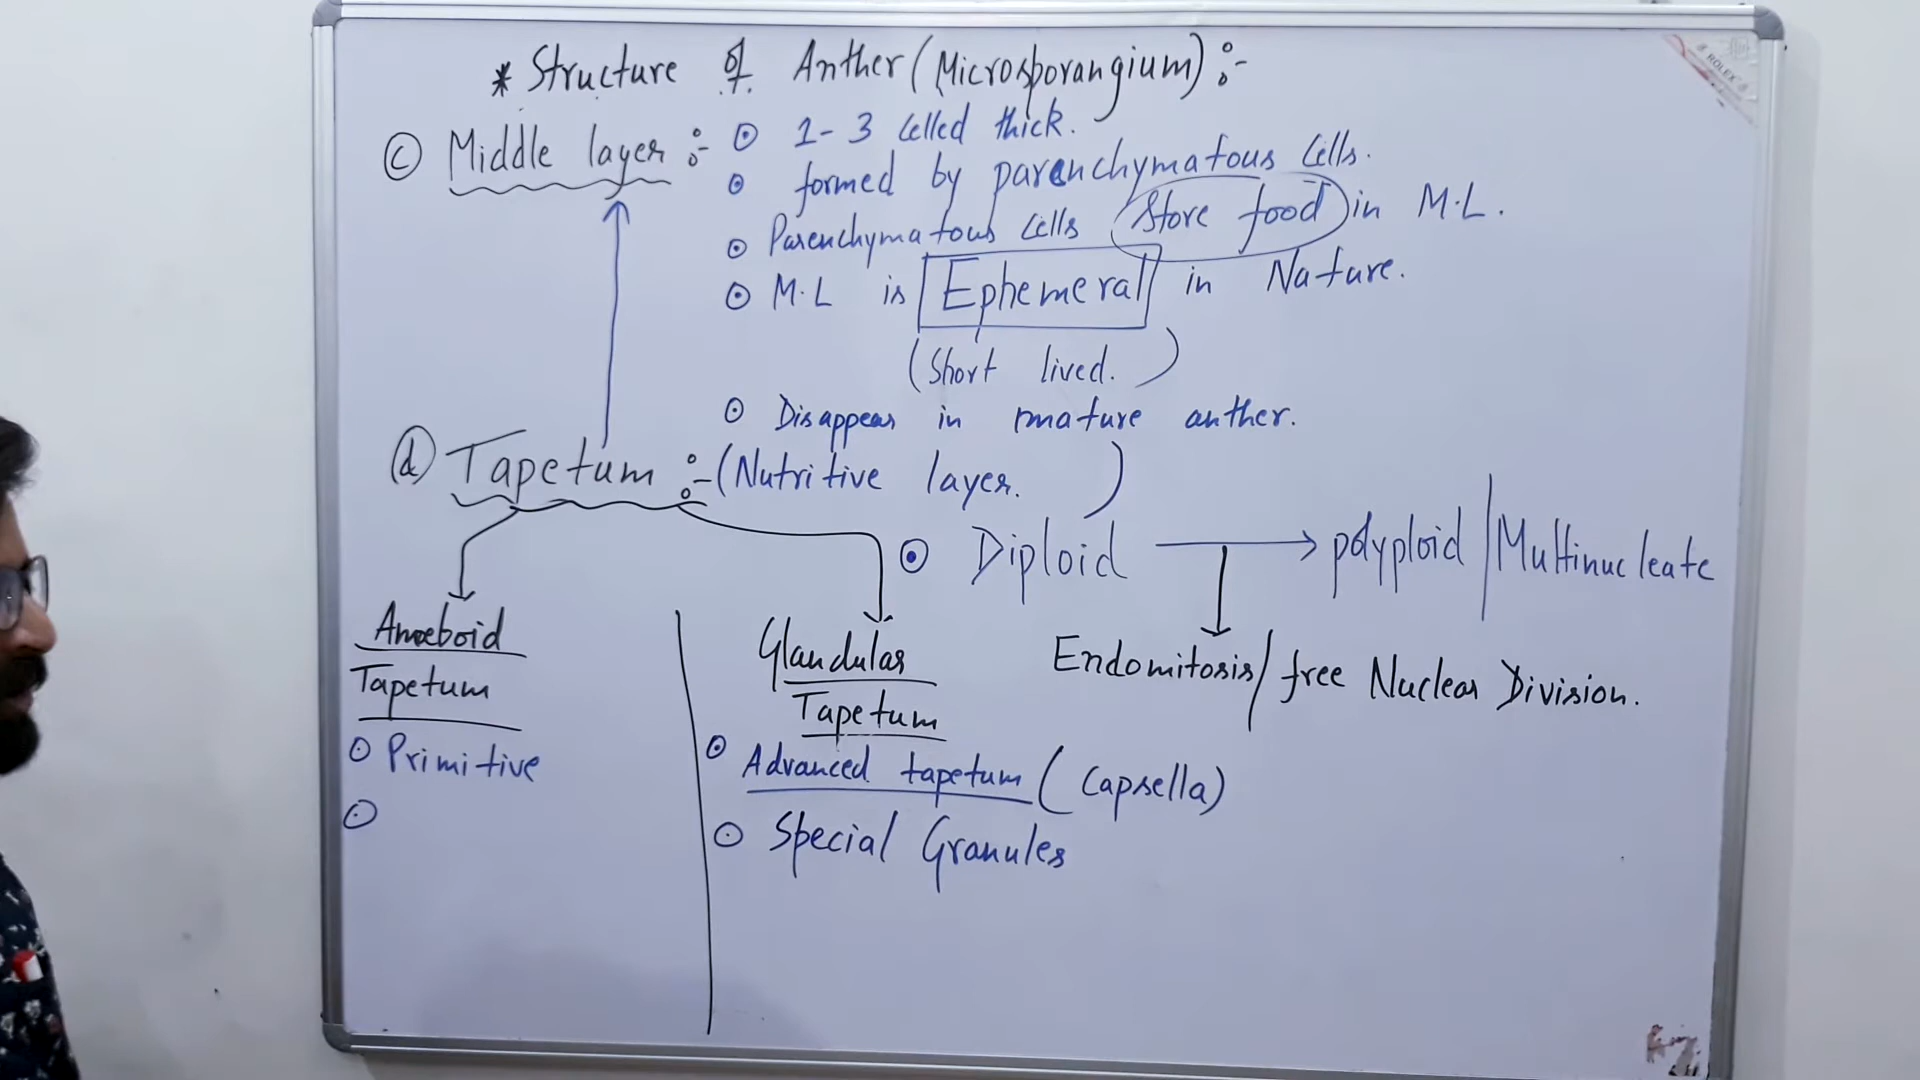 * Structure of Anther (Microsporangium) :-
(c) Middle layer :- 1-3 Celled thick.
formed by parenchymatous Cells.
Parenchymatous Cells Store food in M.L.
M.L is Ephemeral in Nature.
(Short lived. )
Disappears in mature anther.
(d) Tapetum :- (Nutritive layer. )
Diploid → polyploid / Multinucleate
Endomitosis / free Nuclear Division.
Amoeboid
Tapetum
Primitive
Glandular
Tapetum
Advanced tapetum (Capsella)
Special Granules
ROLEX